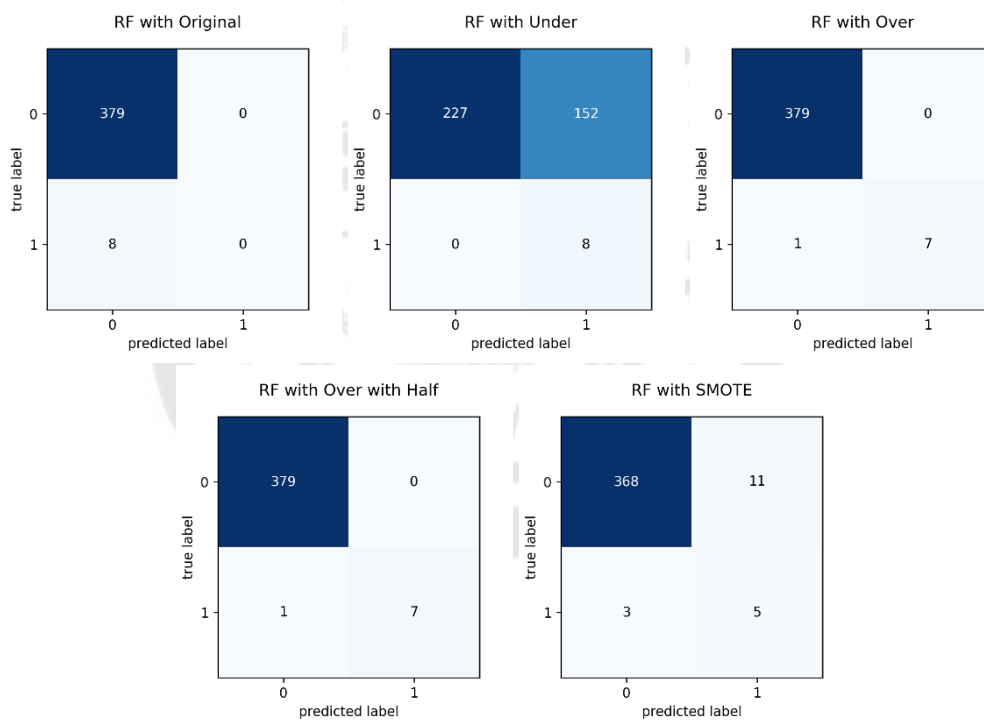 RF with Original
0
379
0
true label
1
8
0
0
1
predicted label
RF with Under
0
227
152
true label
1
0
8
0
1
predicted label
RF with Over
0
379
0
true label
1
1
7
0
1
predicted label
RF with Over with Half
0
379
0
true label
1
1
7
0
1
predicted label
RF with SMOTE
0
368
11
true label
1
3
5
0
1
predicted label